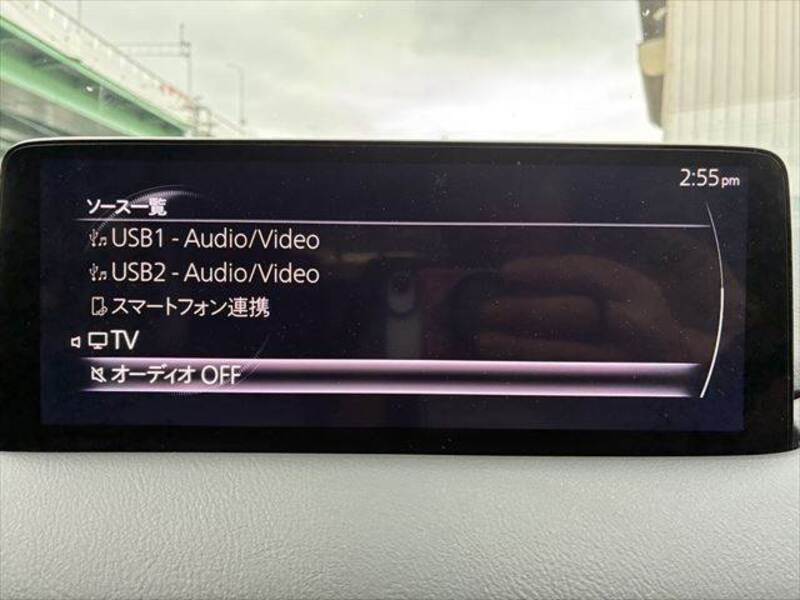 2:55pm
ソース一覧
USB1 - Audio/Video
USB2 - Audio/Video
スマートフォン連携
TV
オーディオ OFF